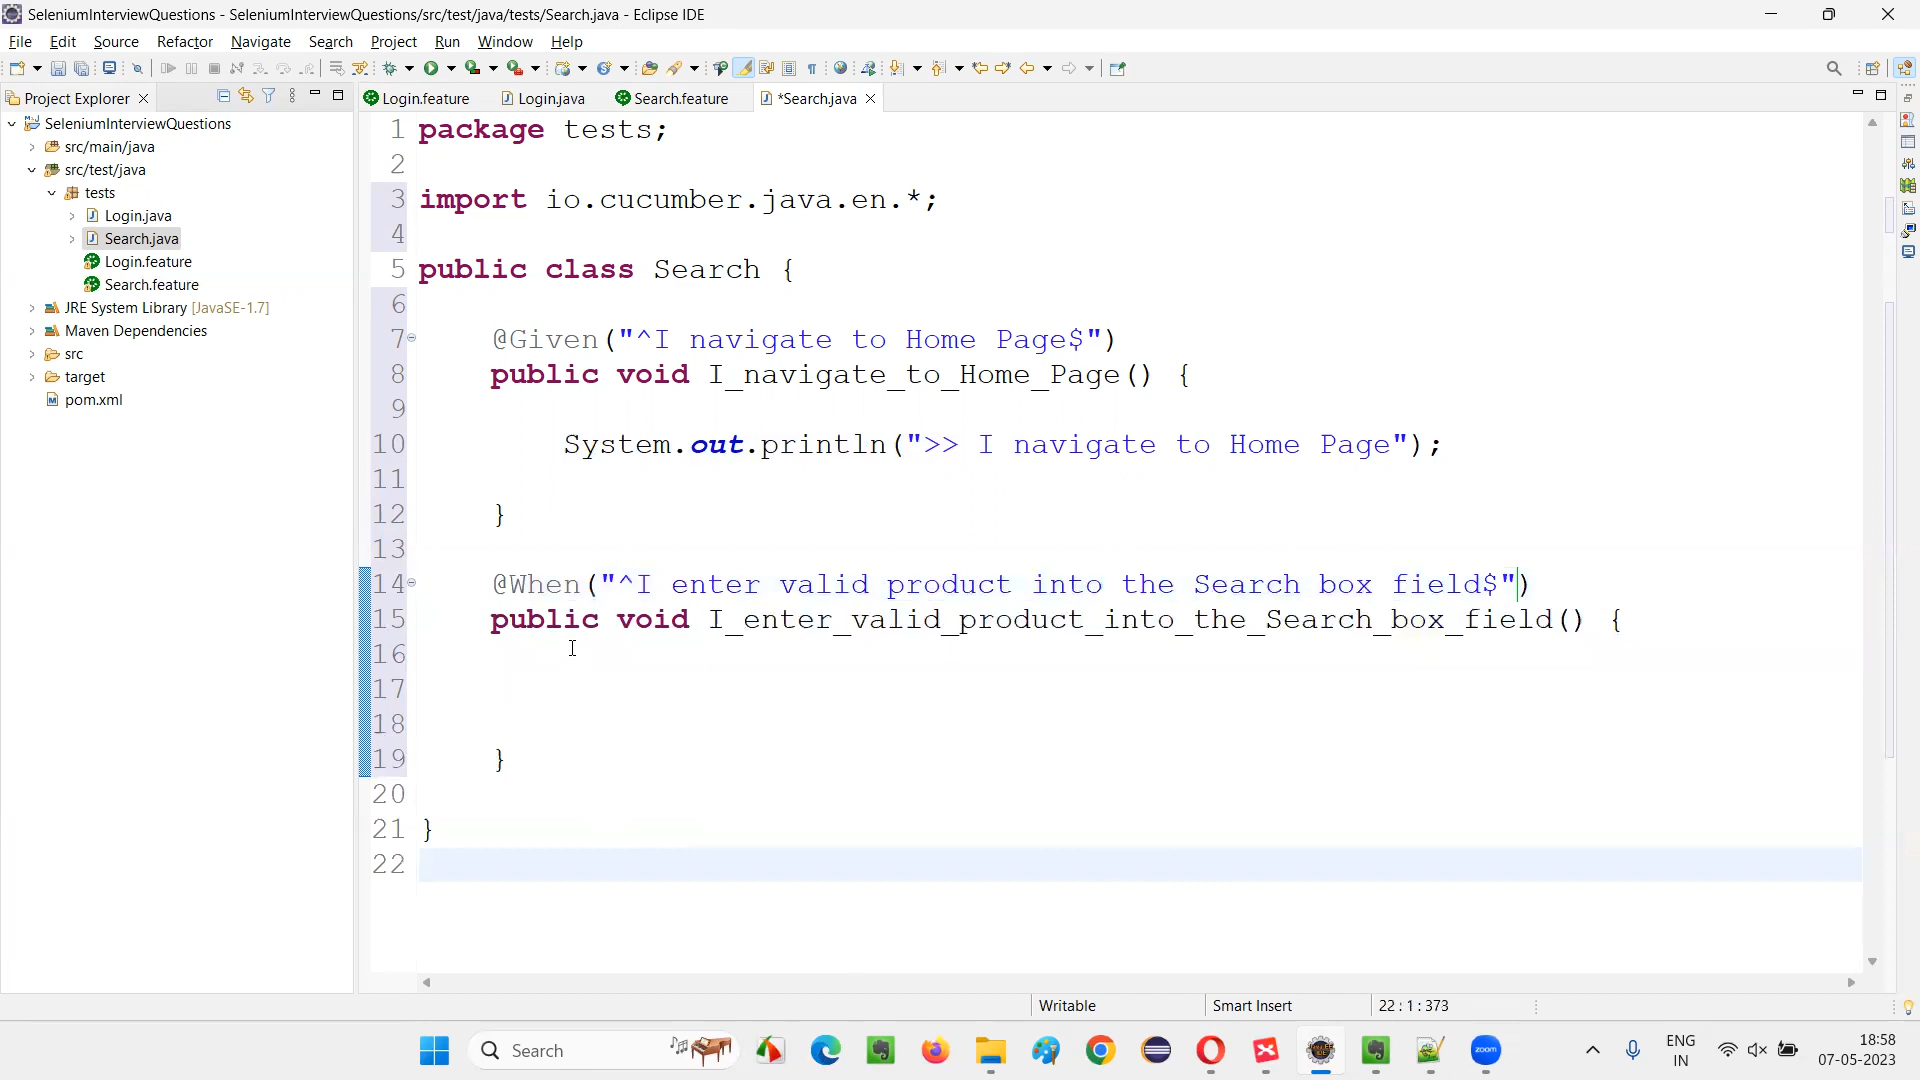 SeleniumInterviewQuestions - SeleniumInterviewQuestions/src/test/java/tests/Search.java - Eclipse IDE
File Edit Source Refactor Navigate Search Project Run Window Help
Project Explorer
Login.feature Login.java Search.feature *Search.java
SeleniumInterviewQuestions
src/main/java
src/test/java
tests
Login.java
Search.java
Login.feature
Search.feature
JRE System Library [JavaSE-1.7]
Maven Dependencies
src
target
pom.xml
1 package tests;
2
3 import io.cucumber.java.en.*;
4
5 public class Search {
6
7 @Given("^I navigate to Home Page$")
8 public void I_navigate_to_Home_Page() {
9
10 System.out.println(">> I navigate to Home Page");
11
12 }
13
14 @When("^I enter valid product into the Search box field$")
15 public void I_enter_valid_product_into_the_Search_box_field() {
16
17
18
19 }
20
21 }
22
Writable Smart Insert 22 : 1 : 373
Search
zoom
ENG
IN
18:58
07-05-2023